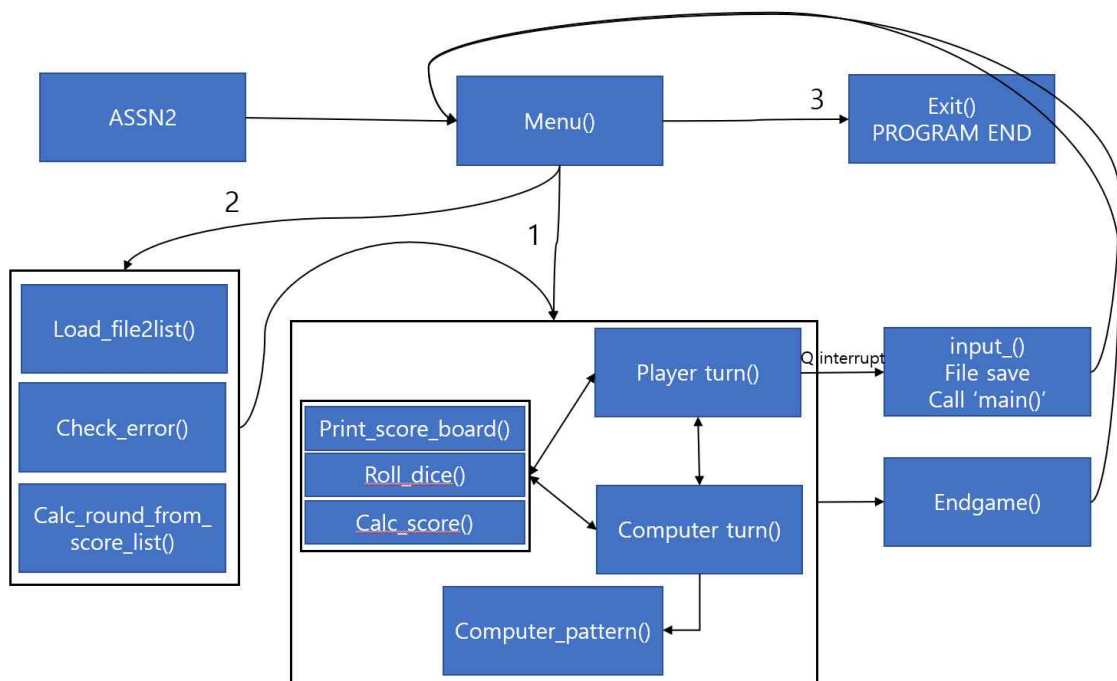 ASSN2
Menu()
3
Exit()
PROGRAM END
2
1
Load_file2list()
Check_error()
Calc_round_from_
score_list()
Player turn()
Q interrupt
input_()
File save
Call ‘main()’
Print_score_board()
Roll_dice()
Calc_score()
Computer turn()
Endgame()
Computer_pattern()